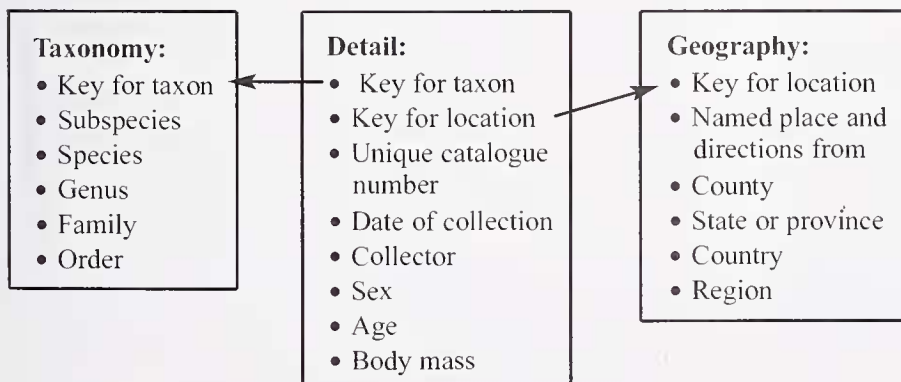 Taxonomy:
• Key for taxon
• Subspecies
• Species
• Genus
• Family
• Order
Detail:
• Key for taxon
• Key for location
• Unique catalogue
number
• Date of collection
• Collector
• Sex
• Age
• Body mass
Geography:
• Key for location
• Named place and
directions from
• County
• State or province
• Country
• Region